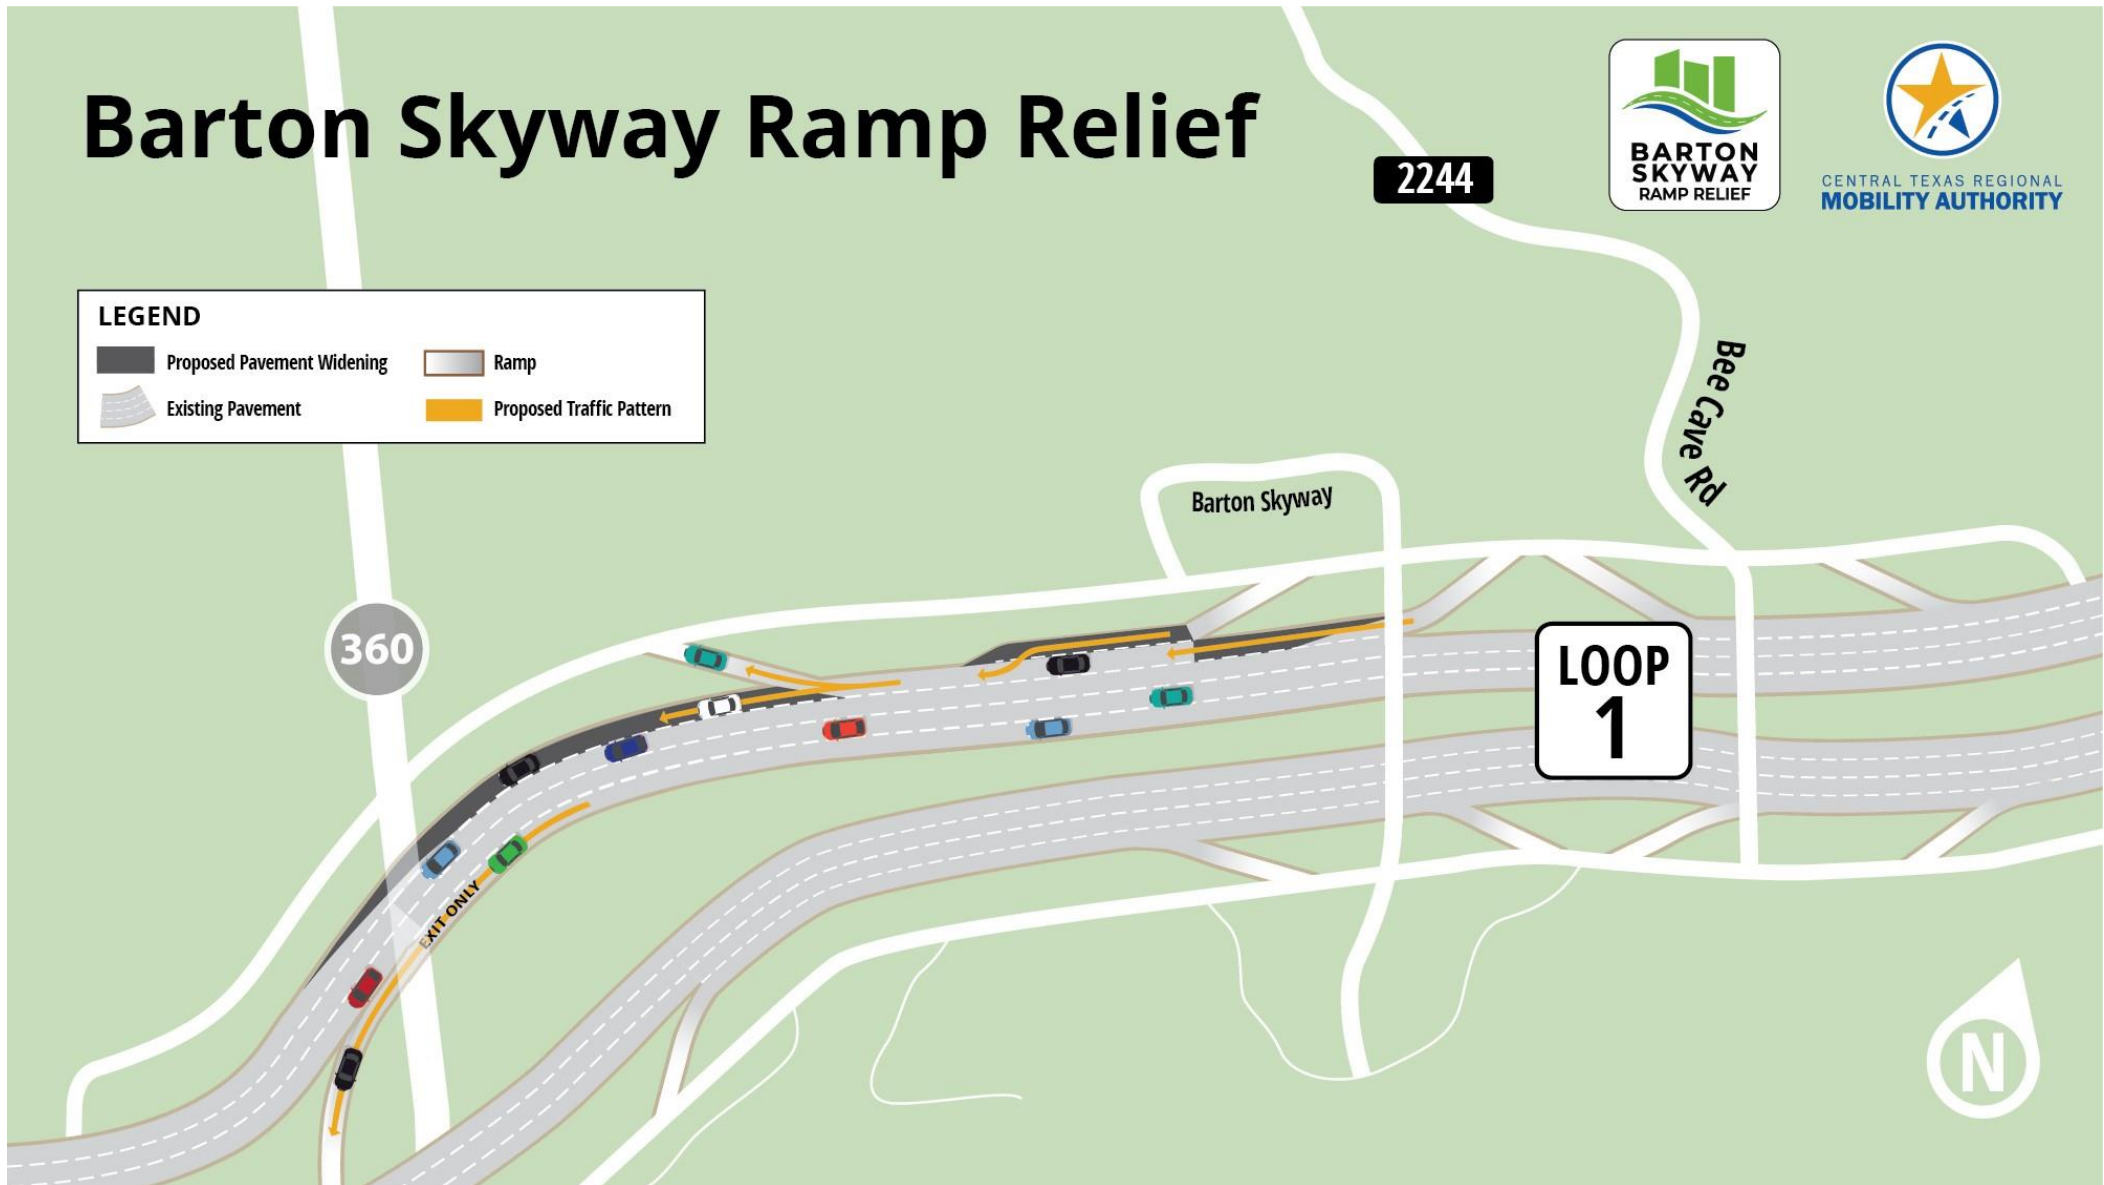 Barton Skyway Ramp Relief
2244
BARTON
SKYWAY
RAMP RELIEF
CENTRAL TEXAS REGIONAL
MOBILITY AUTHORITY
LEGEND
Proposed Pavement Widening
Ramp
Existing Pavement
Proposed Traffic Pattern
Bee Cave Rd
Barton Skyway
360
LOOP
1
EXIT ONLY
N